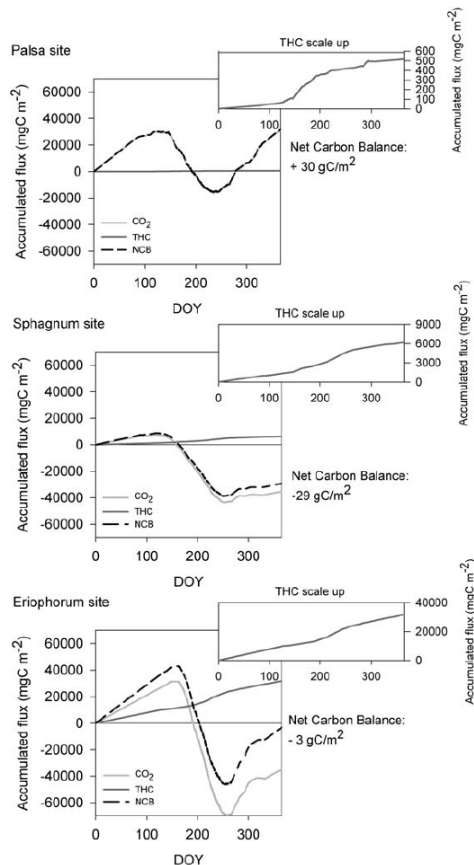 Palsa site
THC scale up
600
500
400
300
200
100
0
0 100 200 300
Accumulated flux (mgC m-2)
60000
40000
20000
0
-20000
-40000
-60000
Accumulated flux (mgC m-2)
CO2
THC
NCB
0 100 200 300
DOY
Net Carbon Balance:
+ 30 gC/m2
Sphagnum site
THC scale up
9000
6000
3000
0
0 100 200 300
Accumulated flux (mgC m-2)
60000
40000
20000
0
-20000
-40000
-60000
Accumulated flux (mgC m-2)
CO2
THC
NCB
0 100 200 300
DOY
Net Carbon Balance:
-29 gC/m2
Eriophorum site
THC scale up
40000
20000
0
0 100 200 300
Accumulated flux (mgC m-2)
60000
40000
20000
0
-20000
-40000
-60000
Accumulated flux (mgC m-2)
CO2
THC
NCB
0 100 200 300
DOY
Net Carbon Balance:
- 3 gC/m2